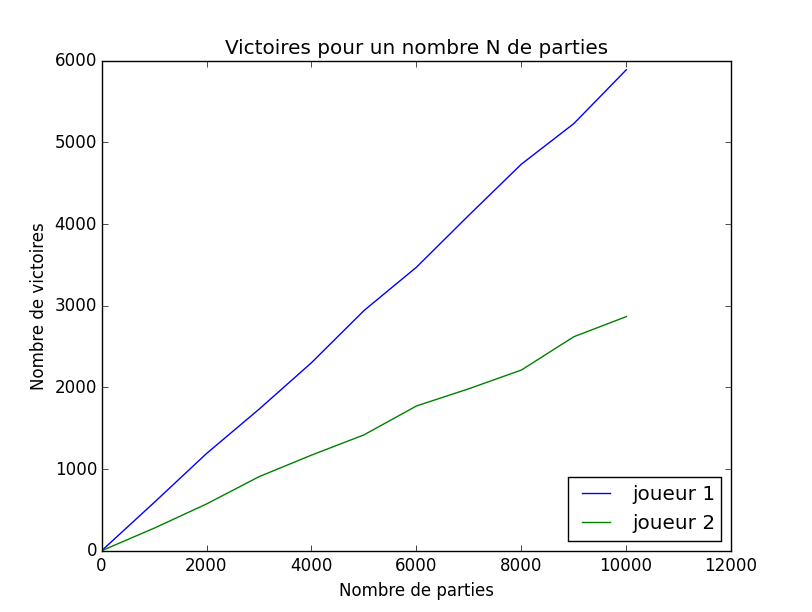 Victoires pour un nombre N de parties
6000
5000
4000
3000
2000
1000
0
Nombre de victoires
0 2000 4000 6000 8000 10000 12000
Nombre de parties
joueur 1
joueur 2